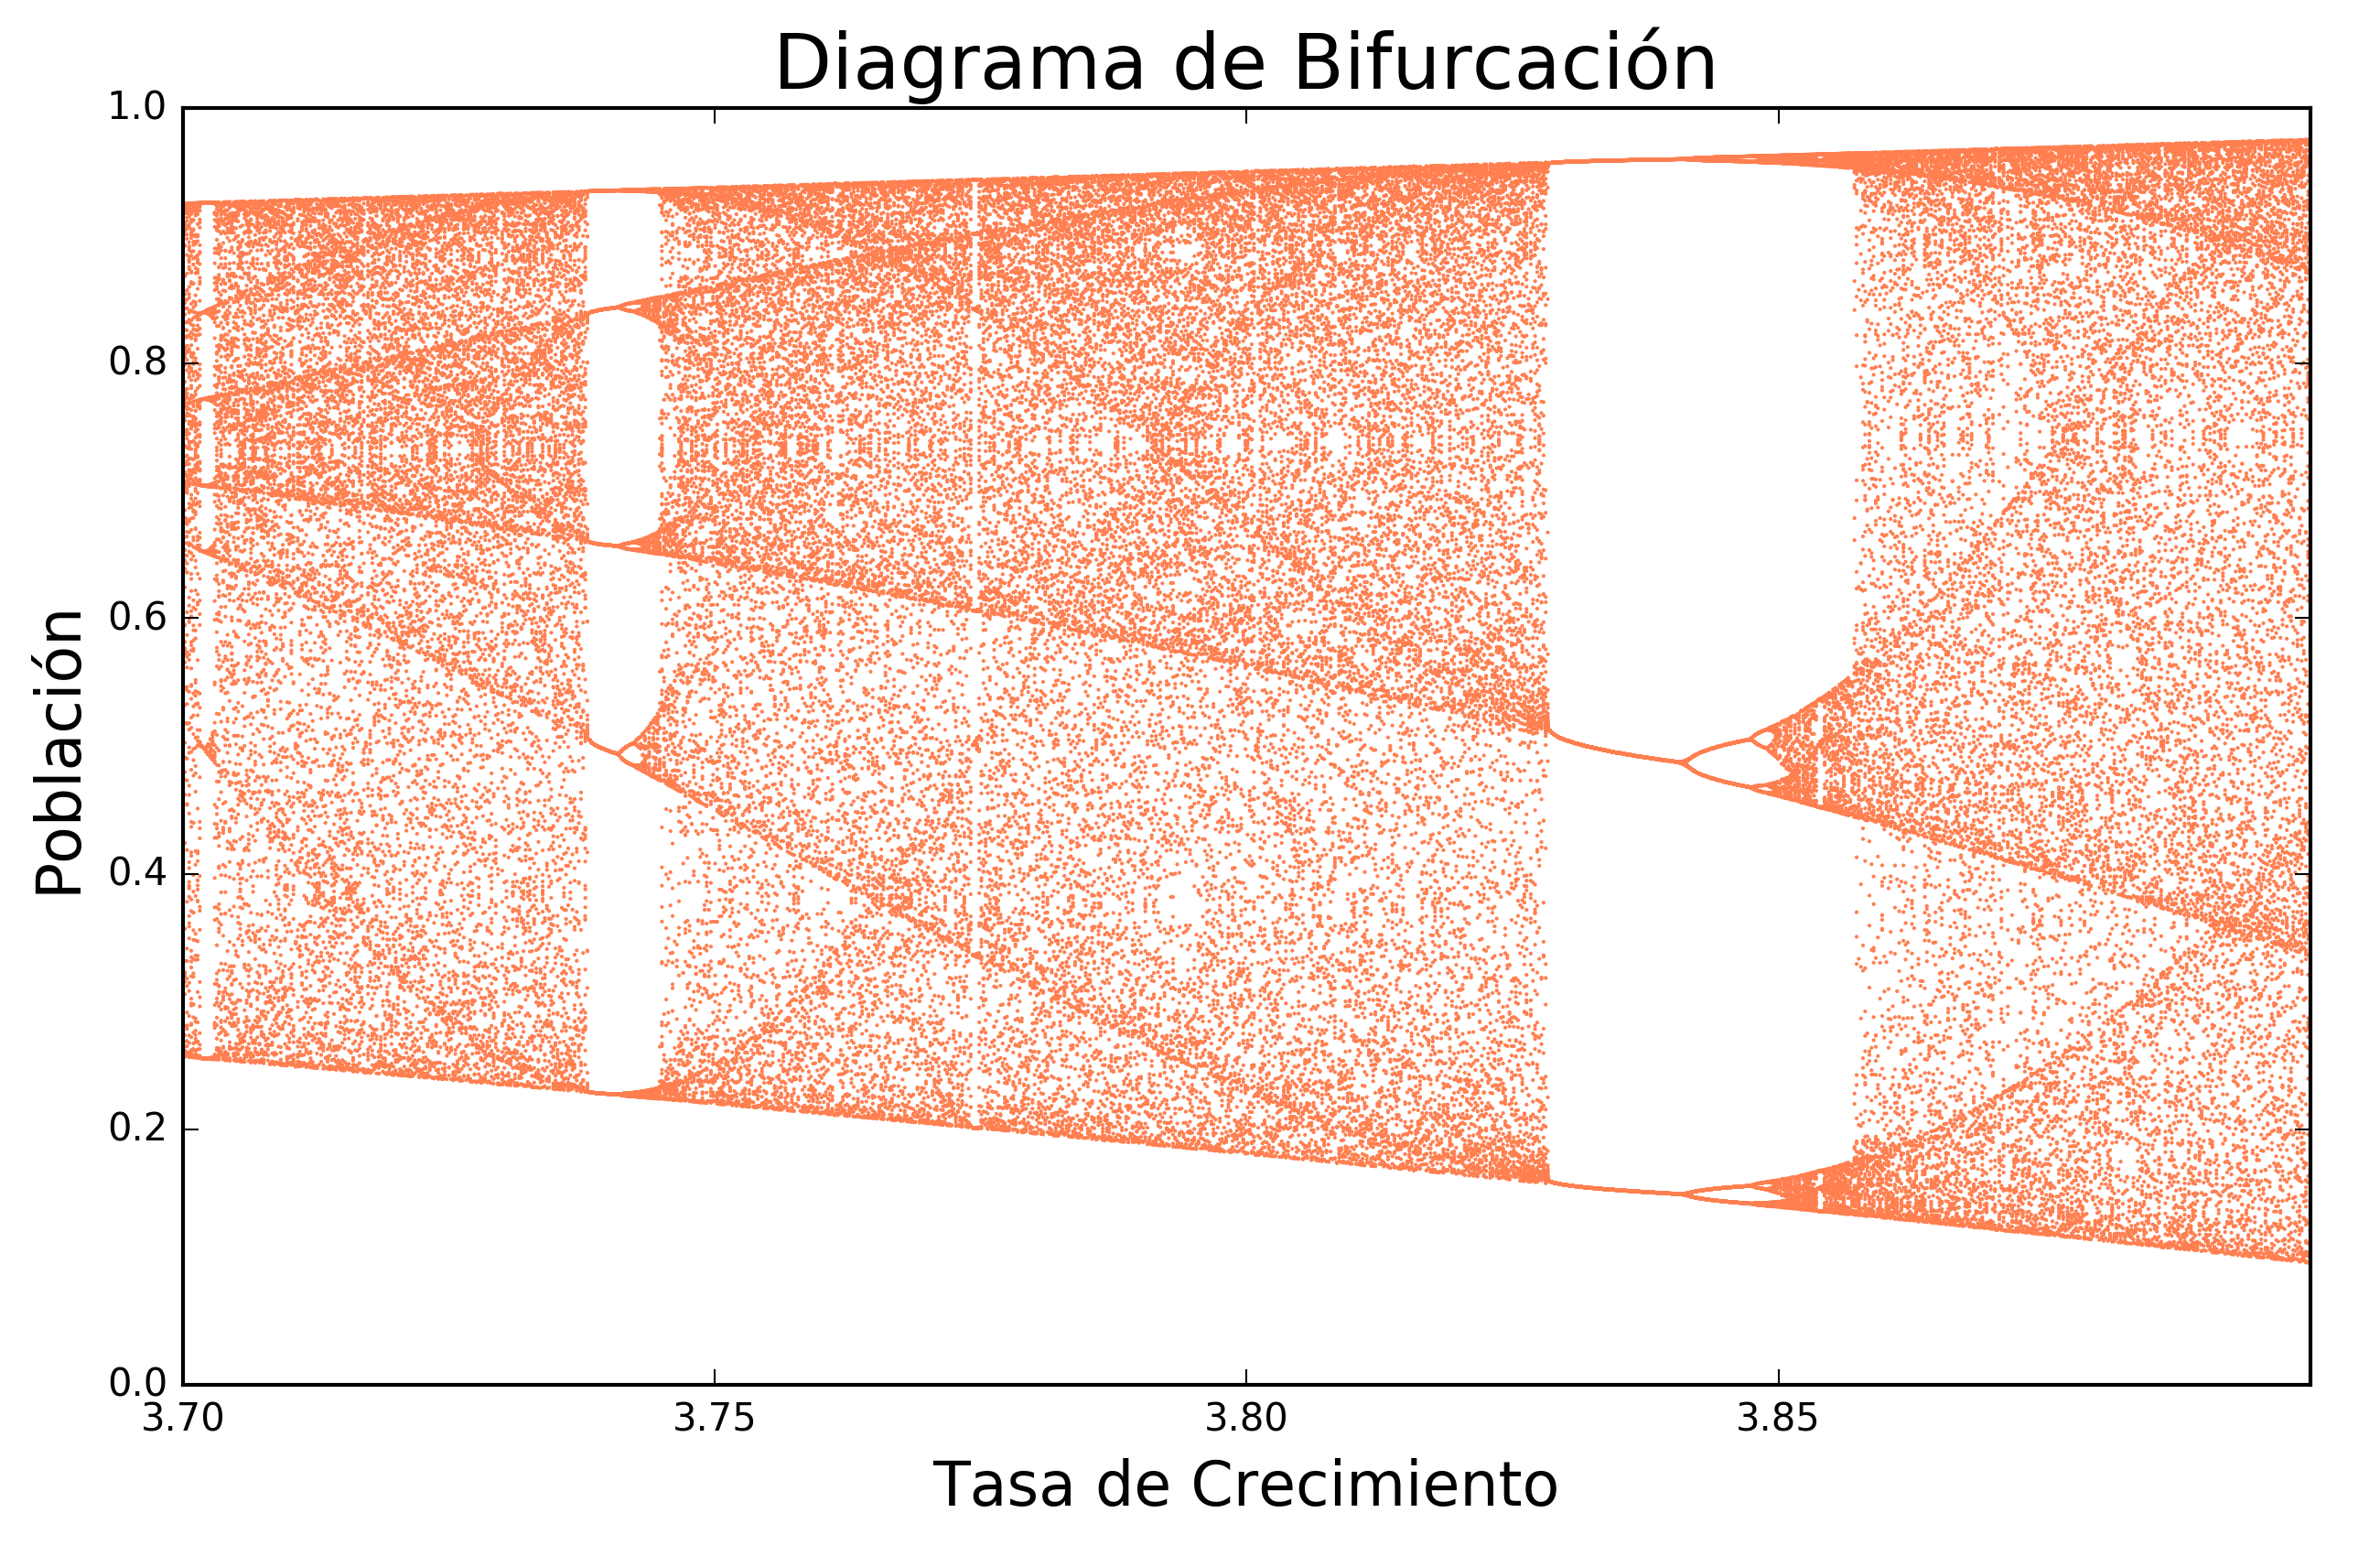 Diagrama de Bifurcación
1.0
0.8
0.6
0.4
0.2
0.0
Población
3.70 3.75 3.80 3.85
Tasa de Crecimiento